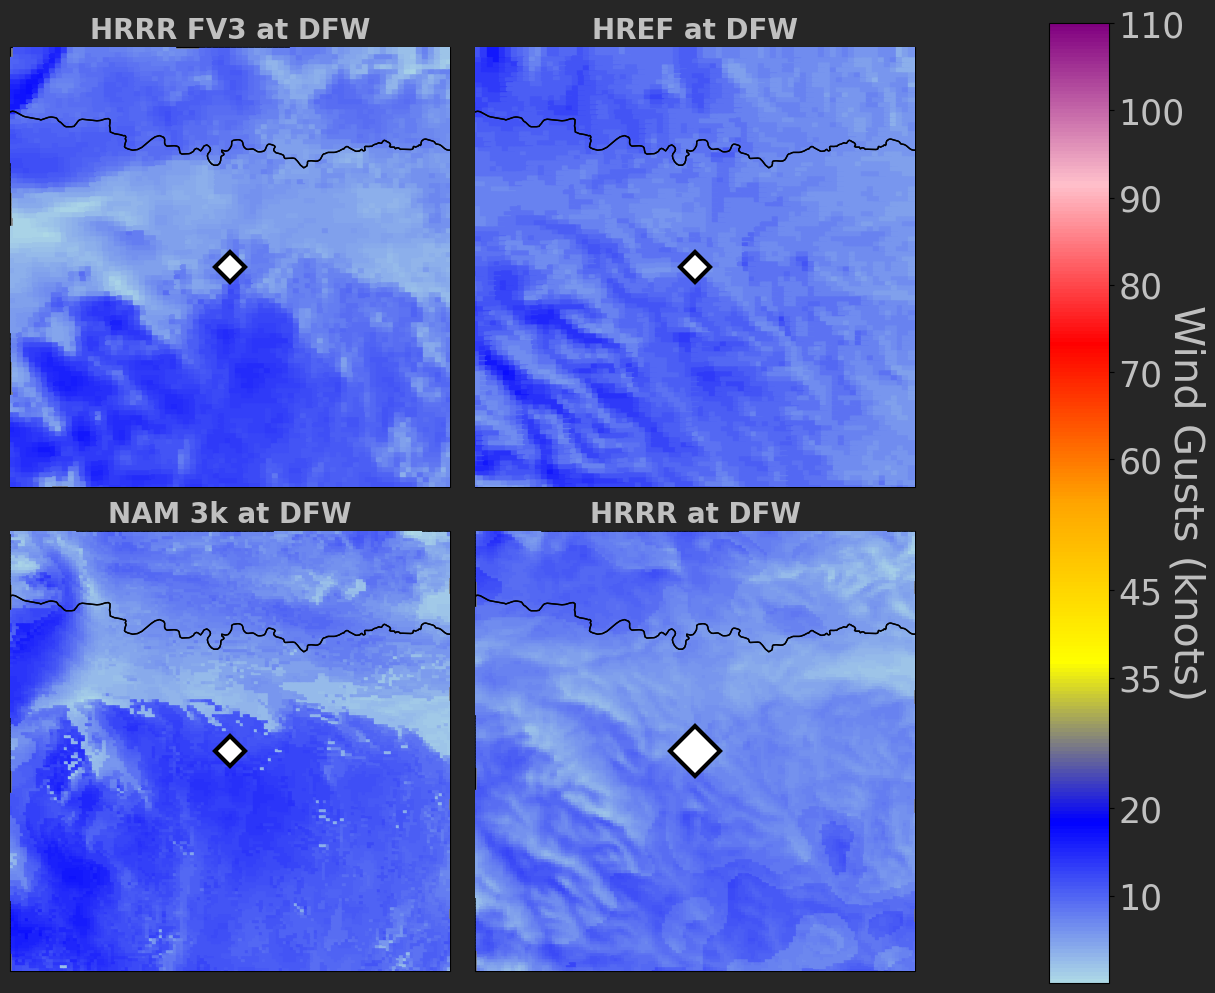 HRRR FV3 at DFW
HREF at DFW
NAM 3k at DFW
HRRR at DFW
110
100
90
80
70
60
45
35
20
10
Wind Gusts (knots)